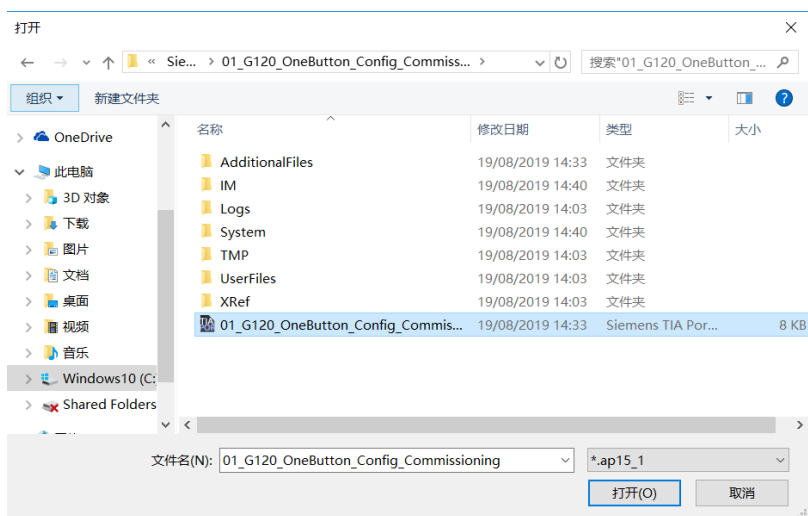 打开
« Sie... > 01_G120_OneButton_Config_Commiss... >
搜索"01_G120_OneButton_...
组织 新建文件夹
名称 修改日期 类型 大小
OneDrive
此电脑
3D 对象
下载
图片
文档
桌面
视频
音乐
Windows10 (C:
Shared Folders
AdditionalFiles 19/08/2019 14:33 文件夹
IM 19/08/2019 14:40 文件夹
Logs 19/08/2019 14:03 文件夹
System 19/08/2019 14:40 文件夹
TMP 19/08/2019 14:03 文件夹
UserFiles 19/08/2019 14:03 文件夹
XRef 19/08/2019 14:03 文件夹
01_G120_OneButton_Config_Commis... 19/08/2019 14:33 Siemens TIA Por... 8 KB
文件名(N): 01_G120_OneButton_Config_Commissioning *.ap15_1
打开(O) 取消